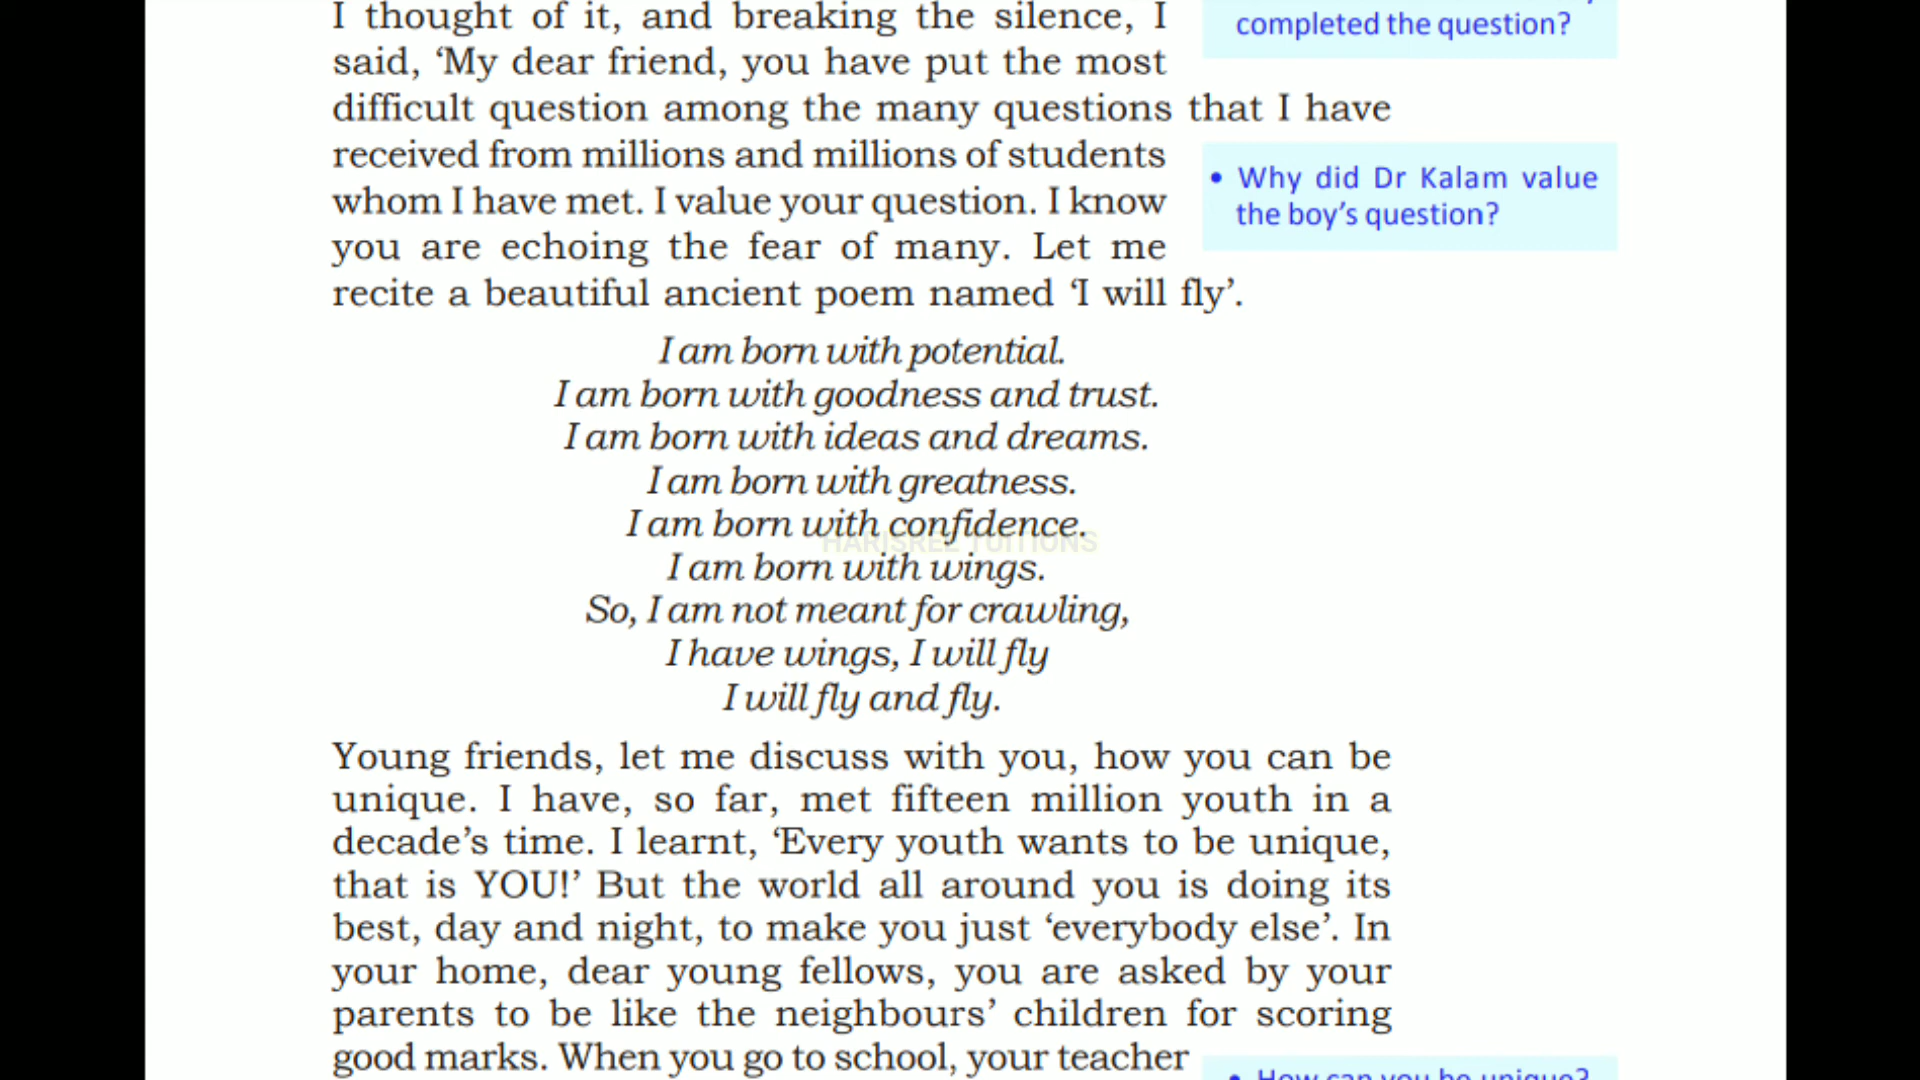 I thought of it, and breaking the silence, I
completed the question?
said, ‘My dear friend, you have put the most
difficult question among the many questions that I have
received from millions and millions of students
whom I have met. I value your question. I know
you are echoing the fear of many. Let me
recite a beautiful ancient poem named ‘I will fly’.
• Why did Dr Kalam value
the boy’s question?
I am born with potential.
I am born with goodness and trust.
I am born with ideas and dreams.
I am born with greatness.
I am born with confidence.
HARISREE TUITIONS
I am born with wings.
So, I am not meant for crawling,
I have wings, I will fly
I will fly and fly.
Young friends, let me discuss with you, how you can be
unique. I have, so far, met fifteen million youth in a
decade’s time. I learnt, ‘Every youth wants to be unique,
that is YOU!’ But the world all around you is doing its
best, day and night, to make you just ‘everybody else’. In
your home, dear young fellows, you are asked by your
parents to be like the neighbours’ children for scoring
good marks. When you go to school, your teacher
• How can you be unique?